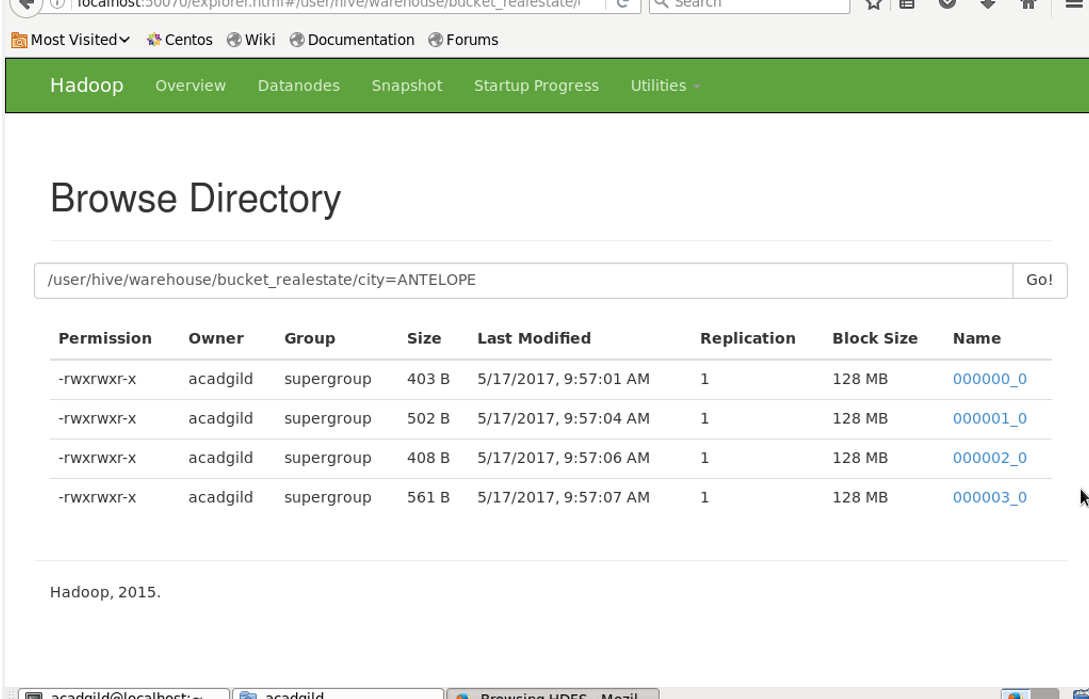 localhost:50070/explorer.html#/user/hive/warehouse/bucket_realestate/
Search
Most Visited Centos Wiki Documentation Forums
Hadoop Overview Datanodes Snapshot Startup Progress Utilities
Browse Directory
/user/hive/warehouse/bucket_realestate/city=ANTELOPE Go!
Permission Owner Group Size Last Modified Replication Block Size Name
-rwxrwxr-x acadgild supergroup 403 B 5/17/2017, 9:57:01 AM 1 128 MB 000000_0
-rwxrwxr-x acadgild supergroup 502 B 5/17/2017, 9:57:04 AM 1 128 MB 000001_0
-rwxrwxr-x acadgild supergroup 408 B 5/17/2017, 9:57:06 AM 1 128 MB 000002_0
-rwxrwxr-x acadgild supergroup 561 B 5/17/2017, 9:57:07 AM 1 128 MB 000003_0
Hadoop, 2015.
acadgild@localhost:~ acadgild Browsing HDFS - Mozil